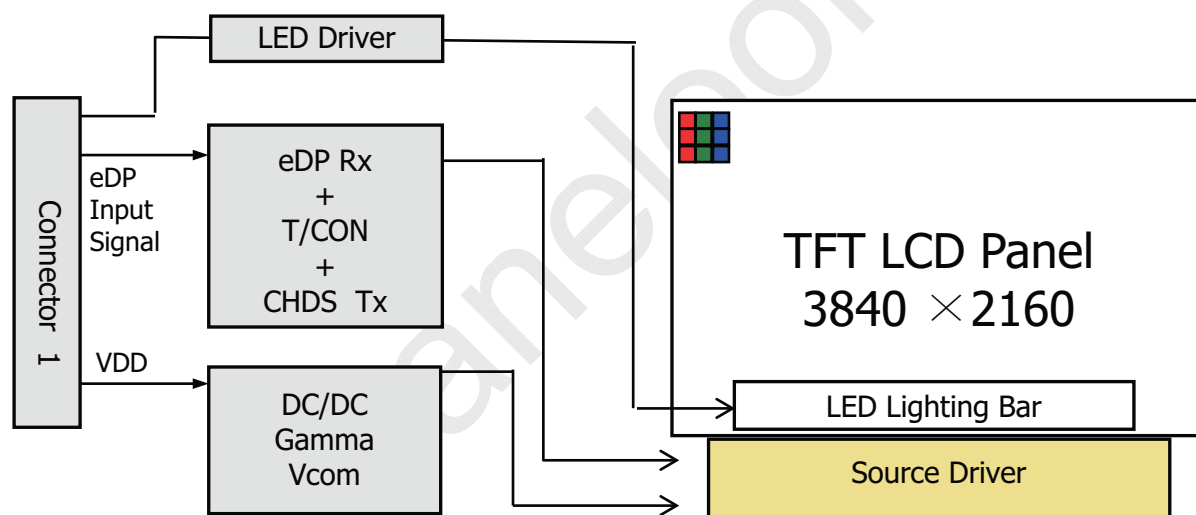 LED Driver
eDP Rx
+
T/CON
+
CHDS Tx
eDP
Input
Signal
Connector 1
VDD
DC/DC
Gamma
Vcom
TFT LCD Panel
3840 ×2160
LED Lighting Bar
Source Driver